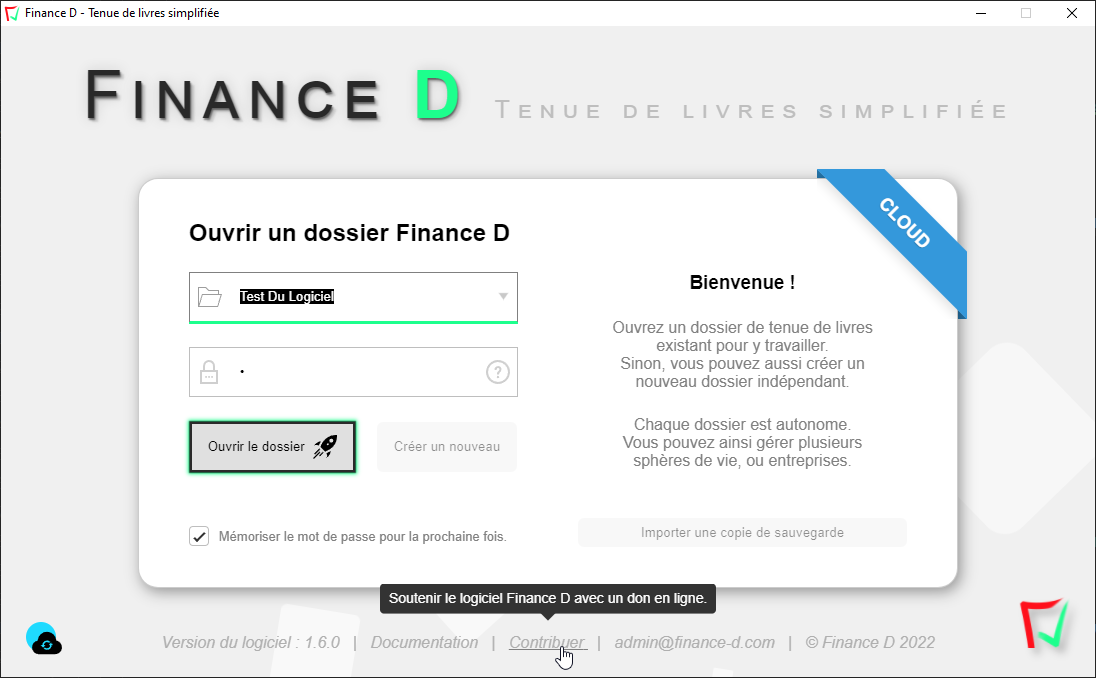 Finance D - Tenue de livres simplifiée
FINANCE D TENUE DE LIVRES SIMPLIFIÉE
CLOUD
Ouvrir un dossier Finance D
Test Du Logiciel
Bienvenue !
Ouvrez un dossier de tenue de livres
existant pour y travailler.
Sinon, vous pouvez aussi créer un
nouveau dossier indépendant.
?
Ouvrir le dossier
Créer un nouveau
Chaque dossier est autonome.
Vous pouvez ainsi gérer plusieurs
sphères de vie, ou entreprises.
Mémoriser le mot de passe pour la prochaine fois.
Importer une copie de sauvegarde
Soutenir le logiciel Finance D avec un don en ligne.
Version du logiciel : 1.6.0 | Documentation | Contribuer | admin@finance-d.com | © Finance D 2022